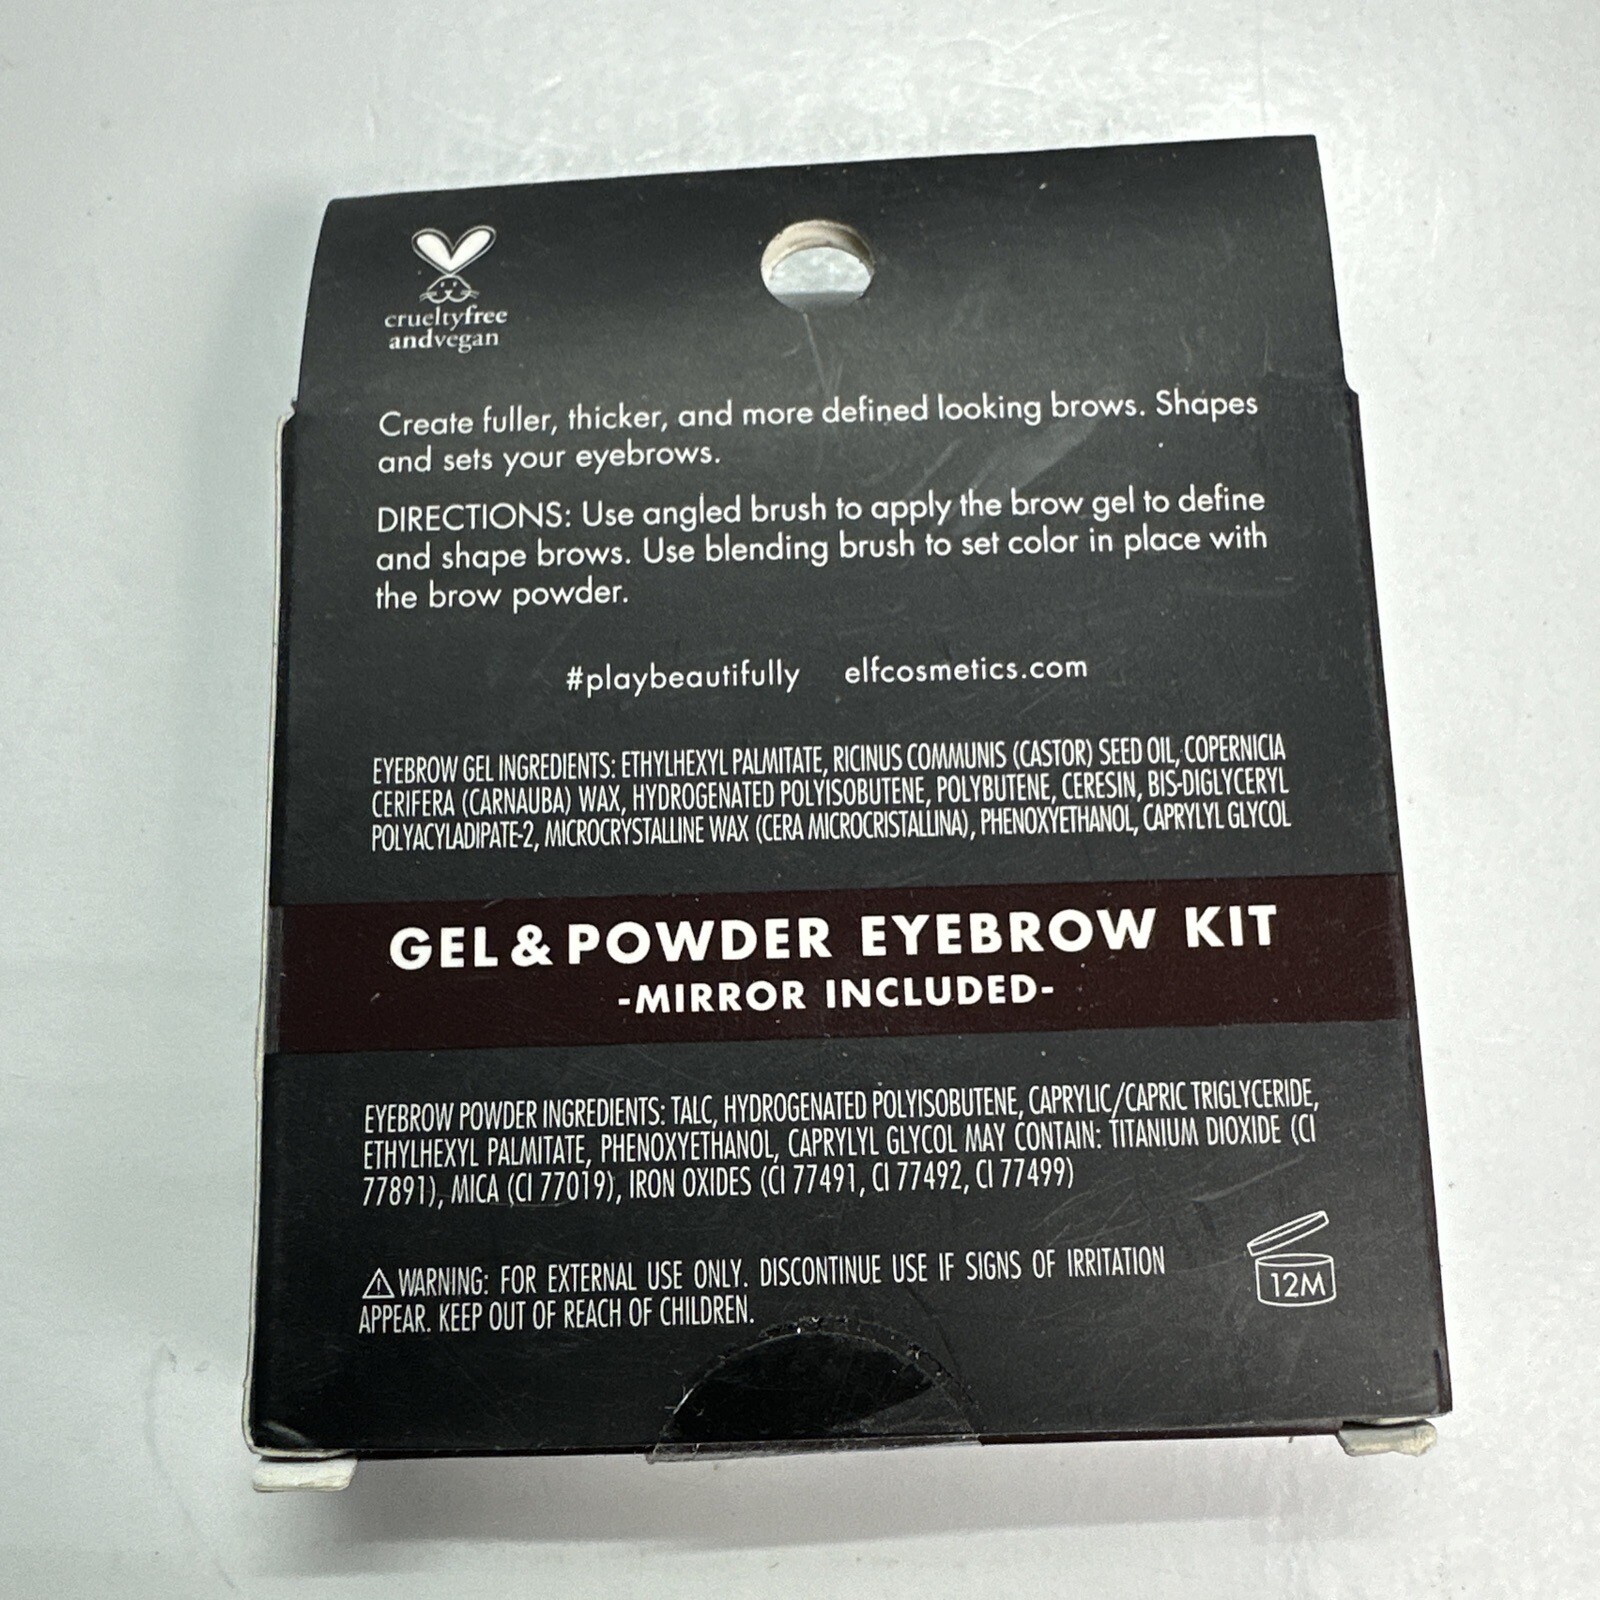 crueltyfree
andvegan
Create fuller, thicker, and more defined looking brows. Shapes
and sets your eyebrows.
DIRECTIONS: Use angled brush to apply the brow gel to define
and shape brows. Use blending brush to set color in place with
the brow powder.
#playbeautifully elfcosmetics.com
EYEBROW GEL INGREDIENTS: ETHYLHEXYL PALMITATE, RICINUS COMMUNIS (CASTOR) SEED OIL, COPERNICIA
CERIFERA (CARNAUBA) WAX, HYDROGENATED POLYISOBUTENE, POLYBUTENE, CERESIN, BIS-DIGLYCERYL
POLYACYLADIPATE-2, MICROCRYSTALLINE WAX (CERA MICROCRISTALLINA), PHENOXYETHANOL, CAPRYLYL GLYCOL
GEL & POWDER EYEBROW KIT
-MIRROR INCLUDED-
EYEBROW POWDER INGREDIENTS: TALC, HYDROGENATED POLYISOBUTENE, CAPRYLIC/CAPRIC TRIGLYCERIDE,
ETHYLHEXYL PALMITATE, PHENOXYETHANOL, CAPRYLYL GLYCOL MAY CONTAIN: TITANIUM DIOXIDE (CI
77891), MICA (CI 77019), IRON OXIDES (CI 77491, CI 77492, CI 77499)
WARNING: FOR EXTERNAL USE ONLY. DISCONTINUE USE IF SIGNS OF IRRITATION
APPEAR. KEEP OUT OF REACH OF CHILDREN.
12M